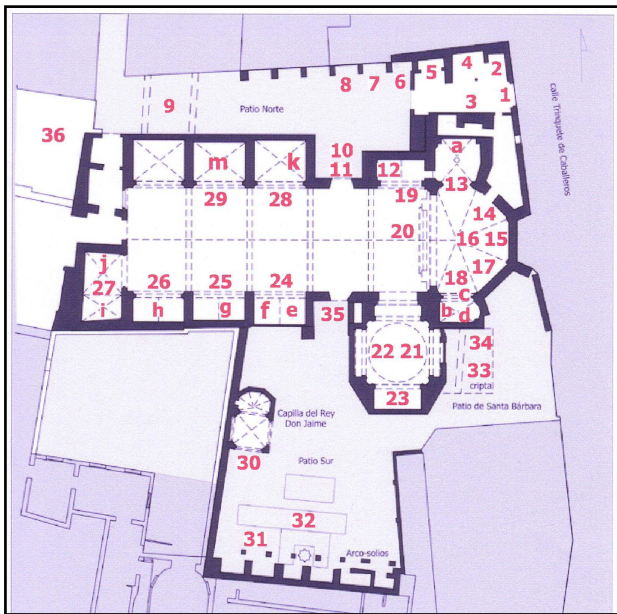 4
5
2
6
7
8
9
1
3
calle Trinquete de Caballeros
Patio Norte
36
10
11
a
m
k
12
13
29
28
19
14
20
16
15
17
j
27
i
26
25
24
18
c
h
g
f
e
35
b
d
22
21
34
33
criptal
23
Capilla del Rey
Don Jaime
Patio de Santa Bárbara
30
Patio Sur
32
31
Arco-solios